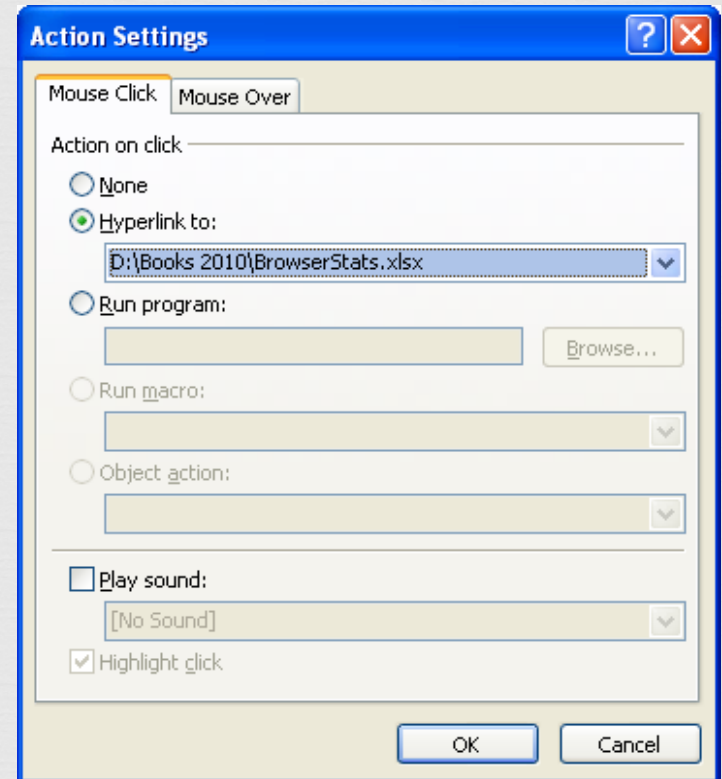 Action Settings
Mouse Click Mouse Over
Action on click
None
Hyperlink to:
D:\Books 2010\BrowserStats.xlsx
Run program:
Browse...
Run macro:
Object action:
Play sound:
[No Sound]
Highlight click
OK Cancel